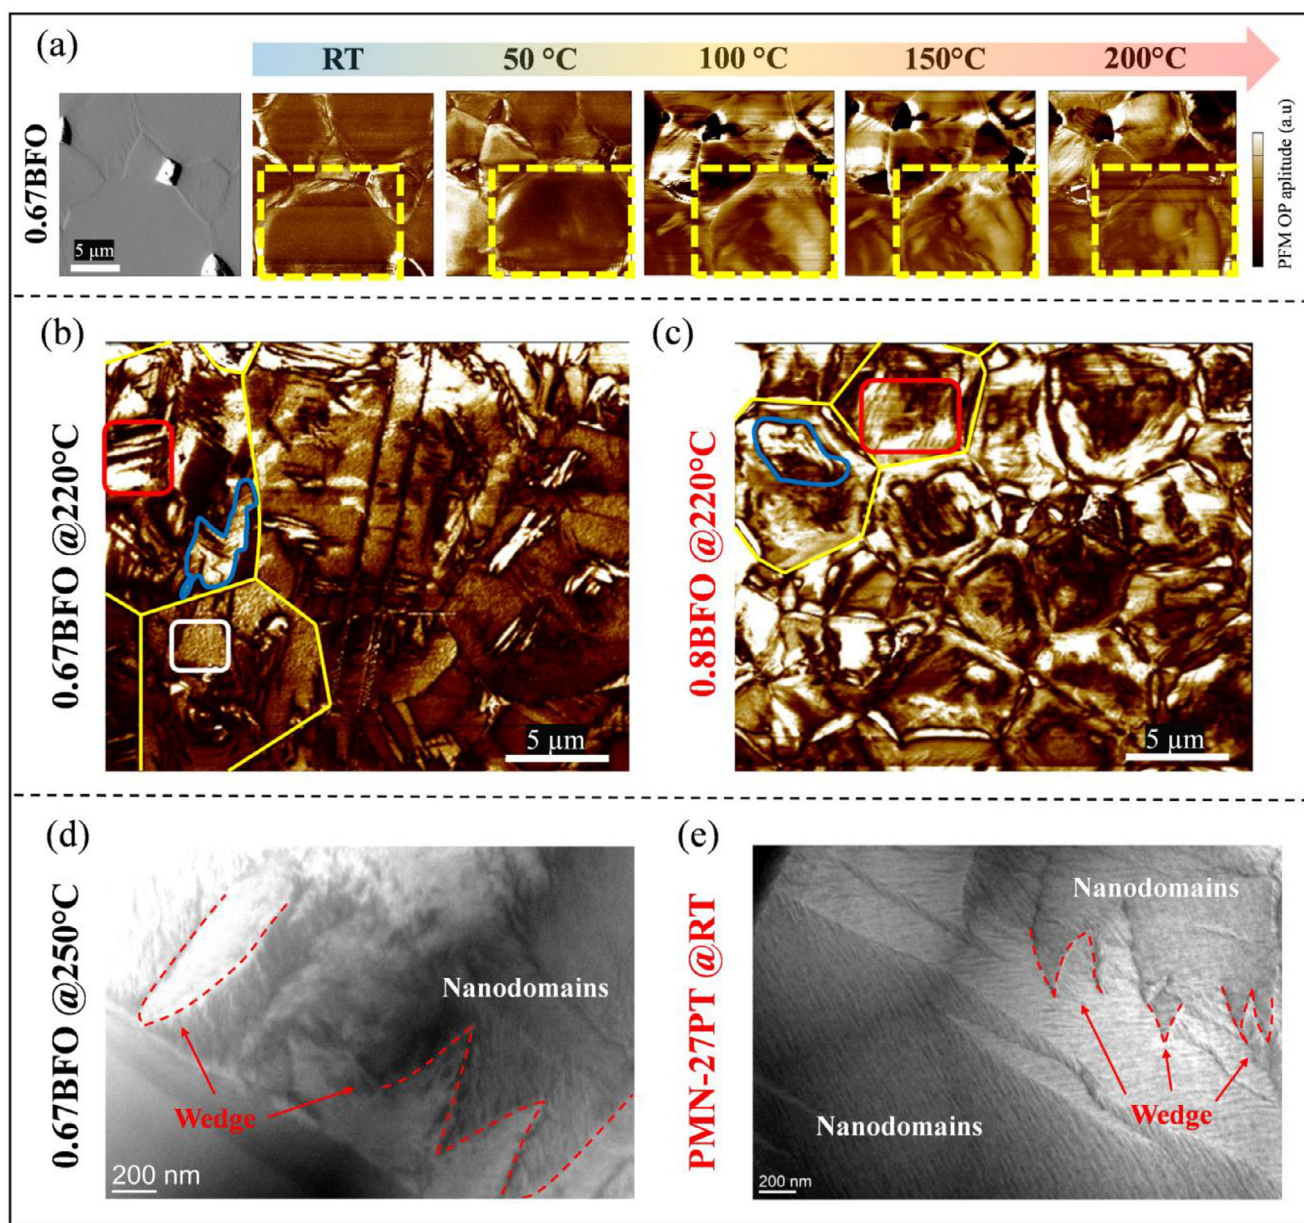 (a)
RT 50 °C 100 °C 150°C 200°C
0.67BFO
5 µm
PFM OP aplitude (a.u)
(b)
0.67BFO @220°C
5 µm
(c)
0.8BFO @220°C
5 µm
(d)
0.67BFO @250°C
Nanodomains
Wedge
200 nm
(e)
PMN-27PT @RT
Nanodomains
Wedge
Nanodomains
200 nm